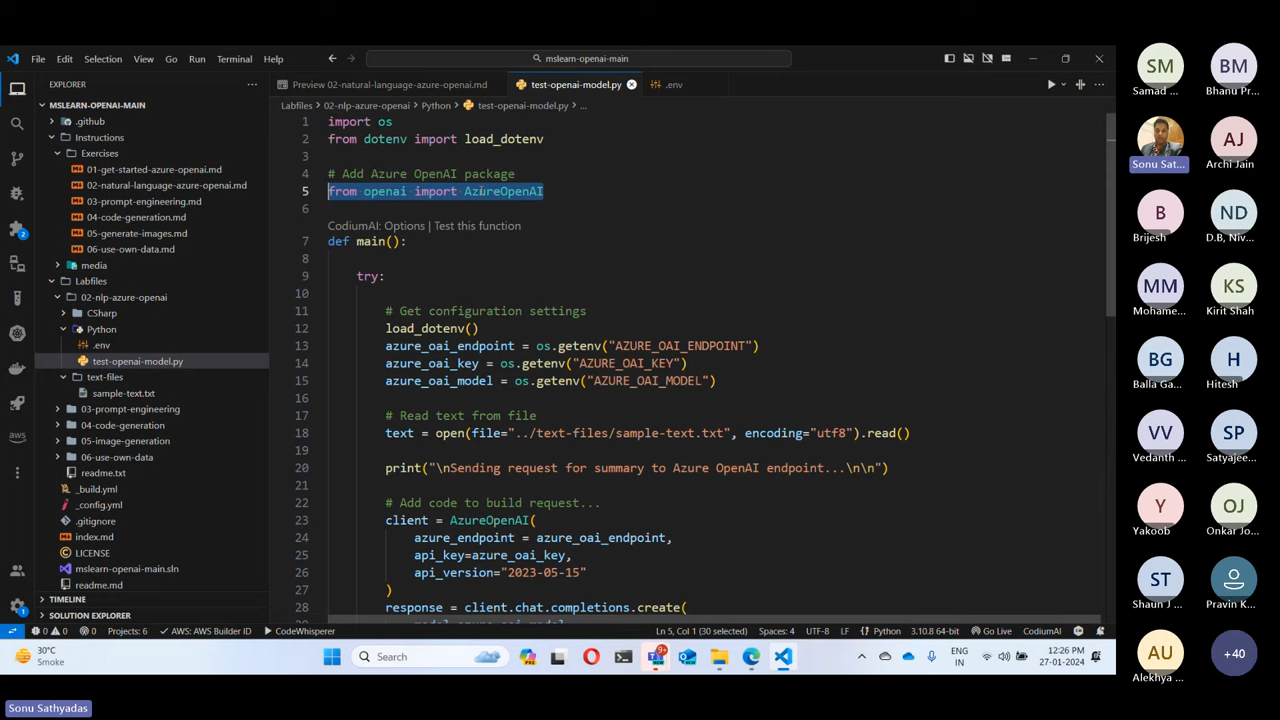 File Edit Selection View Go Run Terminal Help
mslearn-openai-main
EXPLORER
MSLEARN-OPENAI-MAIN
.github
Instructions
Exercises
01-get-started-azure-openai.md
02-natural-language-azure-openai.md
03-prompt-engineering.md
04-code-generation.md
05-generate-images.md
06-use-own-data.md
media
Labfiles
02-nlp-azure-openai
CSharp
Python
.env
test-openai-model.py
text-files
sample-text.txt
03-prompt-engineering
04-code-generation
05-image-generation
06-use-own-data
readme.txt
_build.yml
_config.yml
.gitignore
index.md
LICENSE
mslearn-openai-main.sln
readme.md
TIMELINE
SOLUTION EXPLORER
2
aws
1
Preview 02-natural-language-azure-openai.md
test-openai-model.py
.env
Labfiles > 02-nlp-azure-openai > Python > test-openai-model.py > ...
1 import os
2 from dotenv import load_dotenv
3
4 # Add Azure OpenAI package
5 from openai import AzureOpenAI
6
CodiumAI: Options | Test this function
7 def main():
8
9 try:
10
11 # Get configuration settings
12 load_dotenv()
13 azure_oai_endpoint = os.getenv("AZURE_OAI_ENDPOINT")
14 azure_oai_key = os.getenv("AZURE_OAI_KEY")
15 azure_oai_model = os.getenv("AZURE_OAI_MODEL")
16
17 # Read text from file
18 text = open(file="../text-files/sample-text.txt", encoding="utf8").read()
19
20 print("\nSending request for summary to Azure OpenAI endpoint...\n\n")
21
22 # Add code to build request...
23 client = AzureOpenAI(
24 azure_endpoint = azure_oai_endpoint,
25 api_key=azure_oai_key,
26 api_version="2023-05-15"
27 )
28 response = client.chat.completions.create(
0 0 0 Projects: 6 AWS: AWS Builder ID CodeWhisperer Ln 5, Col 1 (30 selected) Spaces: 4 UTF-8 LF Python 3.10.8 64-bit Go Live CodiumAI
30°C
Smoke
Search
9+
ENG
IN
12:26 PM
27-01-2024
SM
Samad ...
BM
Bhanu Pr...
Sonu Sat...
AJ
Archi Jain
B
Brijesh
ND
D.B, Niv...
MM
Mohame...
KS
Kirit Shah
BG
Balla Ga...
H
Hitesh
VV
Vedanth ...
SP
Satyajee...
Y
Yakoob
OJ
Onkar Jo...
ST
Shaun J ...
Pravin K...
AU
Alekhya ...
+40
Sonu Sathyadas